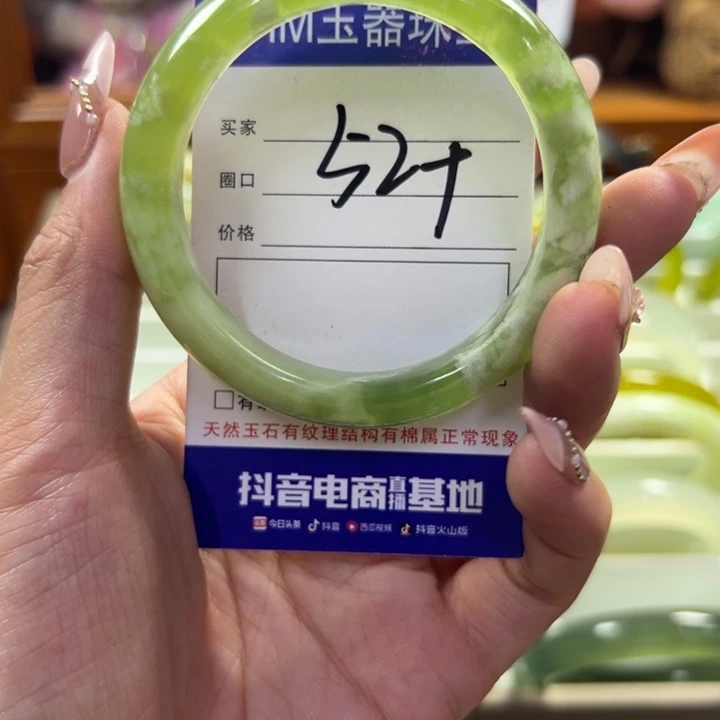 玉器珠
买家
圈口
价格
52+
天然玉石有纹理结构有棉属正常现象
抖音电商直播基地
今日头条 抖音 西瓜视频 抖音火山版